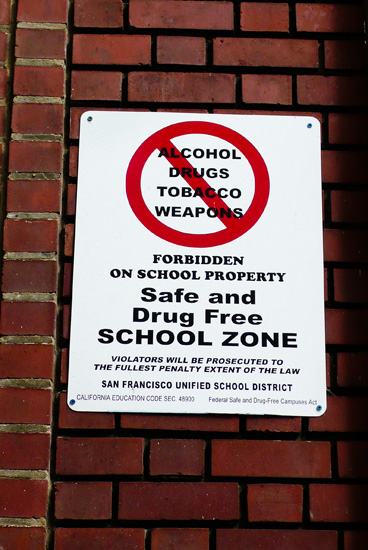 ALCOHOL
DRUGS
TOBACCO
WEAPONS
FORBIDDEN
ON SCHOOL PROPERTY
Safe and
Drug Free
SCHOOL ZONE
VIOLATORS WILL BE PROSECUTED TO
THE FULLEST PENALTY EXTENT OF THE LAW
SAN FRANCISCO UNIFIED SCHOOL DISTRICT
CALIFORNIA EDUCATION CODE SEC. 48900 Federal Safe and Drug-Free Campuses Act